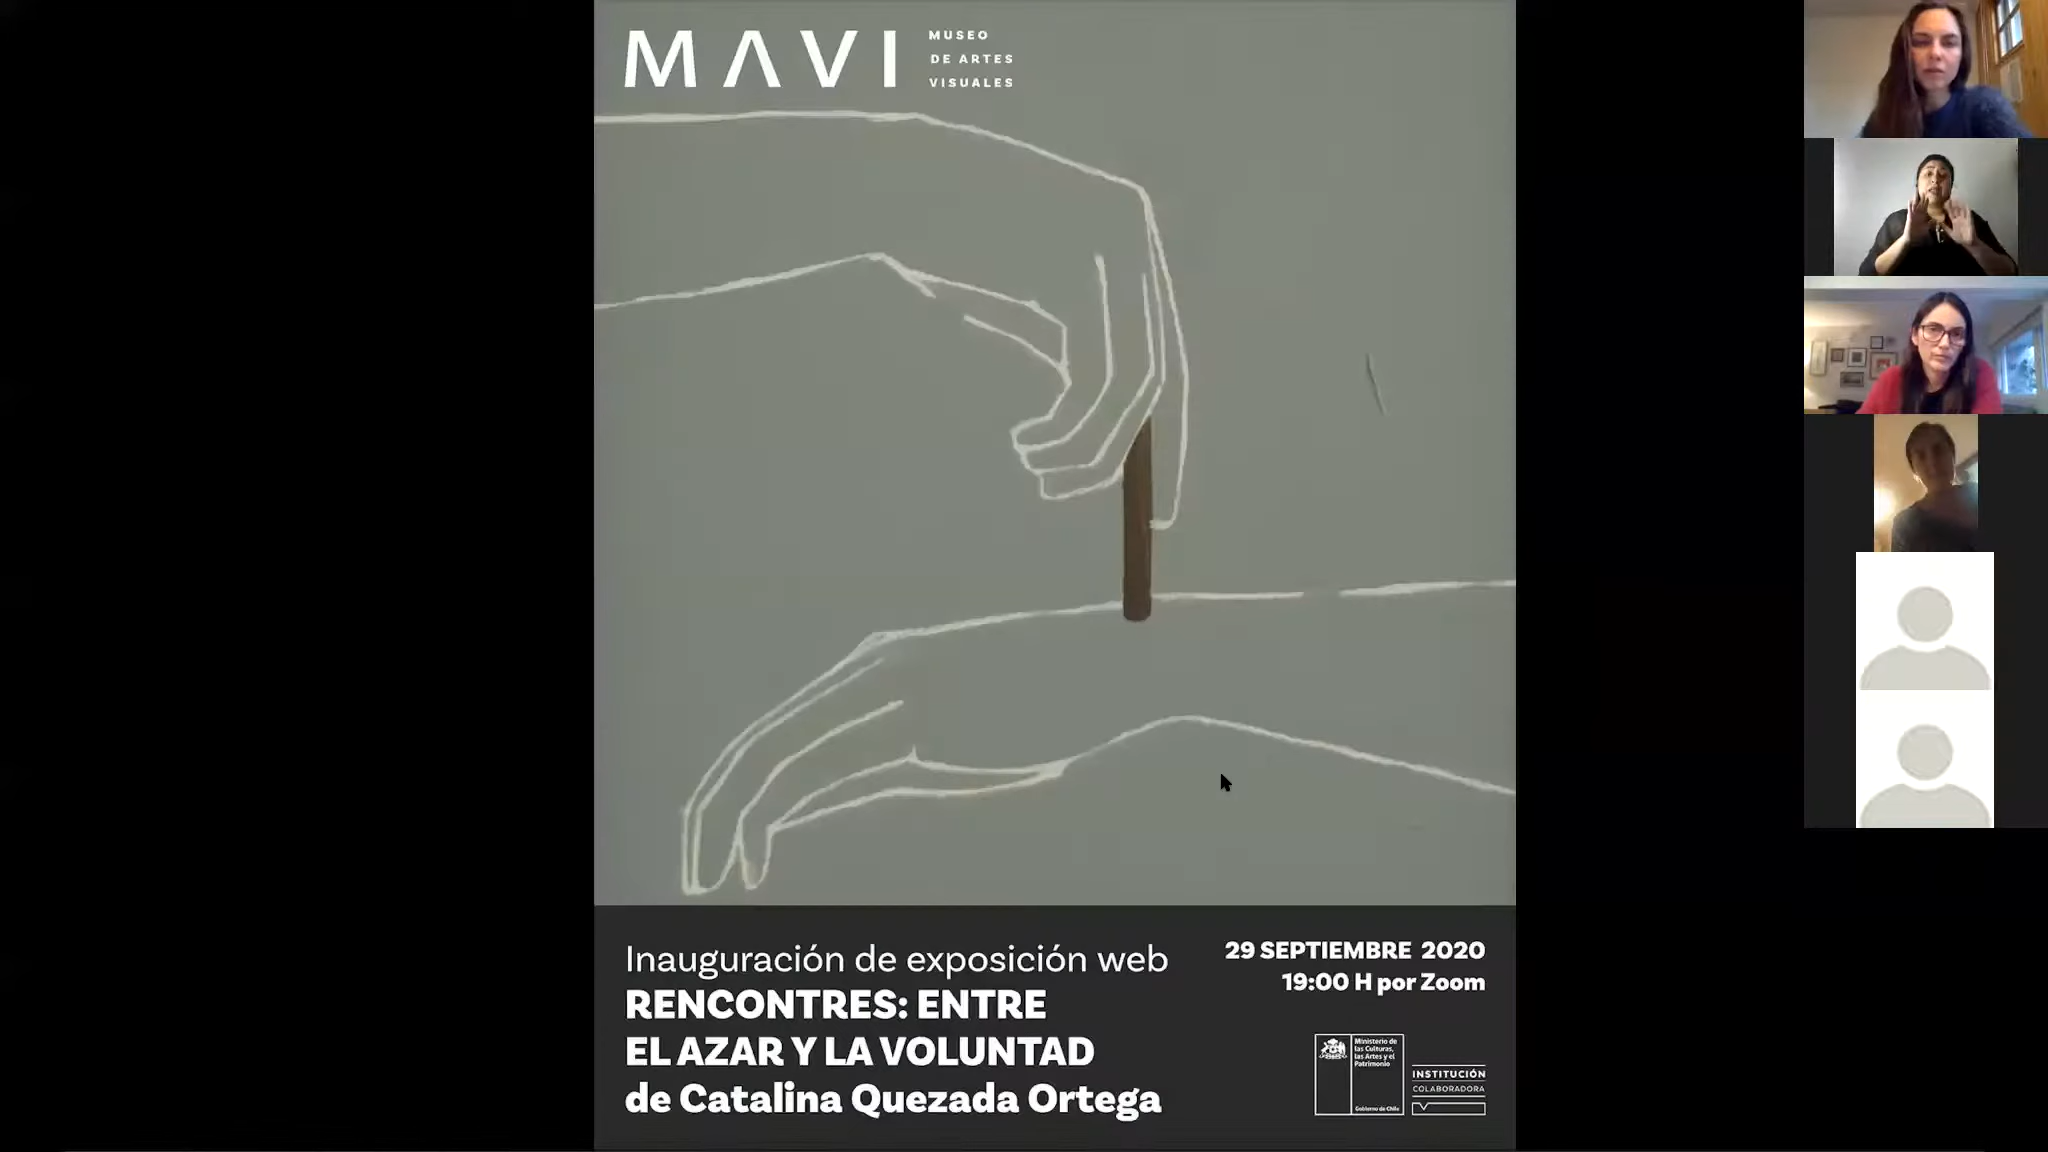 MAVI
MUSEO
DE ARTES
VISUALES
Inauguración de exposición web
RENCONTRES: ENTRE
EL AZAR Y LA VOLUNTAD
de Catalina Quezada Ortega
29 SEPTIEMBRE 2020
19:00 H por Zoom
Ministerio de
las Culturas,
las Artes y el
Patrimonio
Gobierno de Chile
INSTITUCIÓN
COLABORADORA